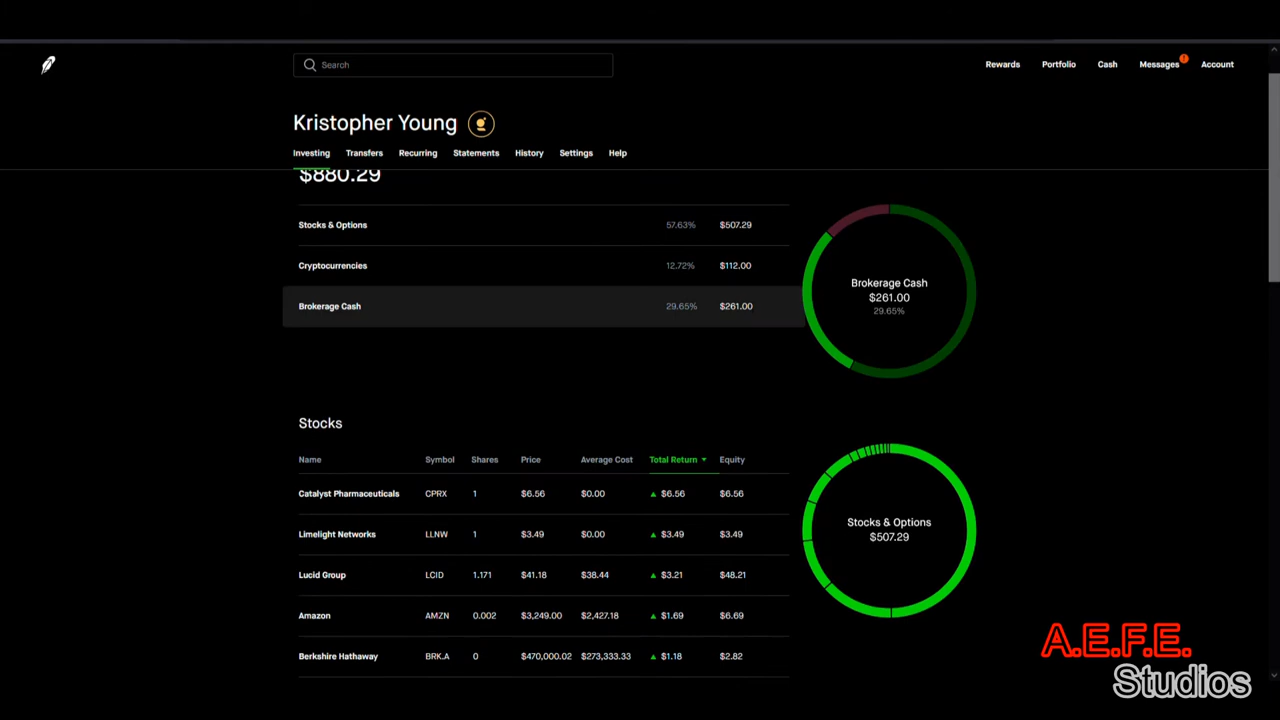 Search
Rewards Portfolio Cash Messages ! Account
Kristopher Young
Investing Transfers Recurring Statements History Settings Help
$880.29
Stocks & Options 57.63% $507.29
Cryptocurrencies 12.72% $112.00
Brokerage Cash 29.65% $261.00
Brokerage Cash
$261.00
29.65%
Stocks
Name Symbol Shares Price Average Cost Total Return Equity
Catalyst Pharmaceuticals CPRX 1 $6.56 $0.00 $6.56 $6.56
Limelight Networks LLNW 1 $3.49 $0.00 $3.49 $3.49
Lucid Group LCID 1.171 $41.18 $38.44 $3.21 $48.21
Amazon AMZN 0.002 $3,249.00 $2,427.18 $1.69 $6.69
Berkshire Hathaway BRK.A 0 $470,000.02 $273,333.33 $1.18 $2.82
Stocks & Options
$507.29
A.E.F.E.
Studios